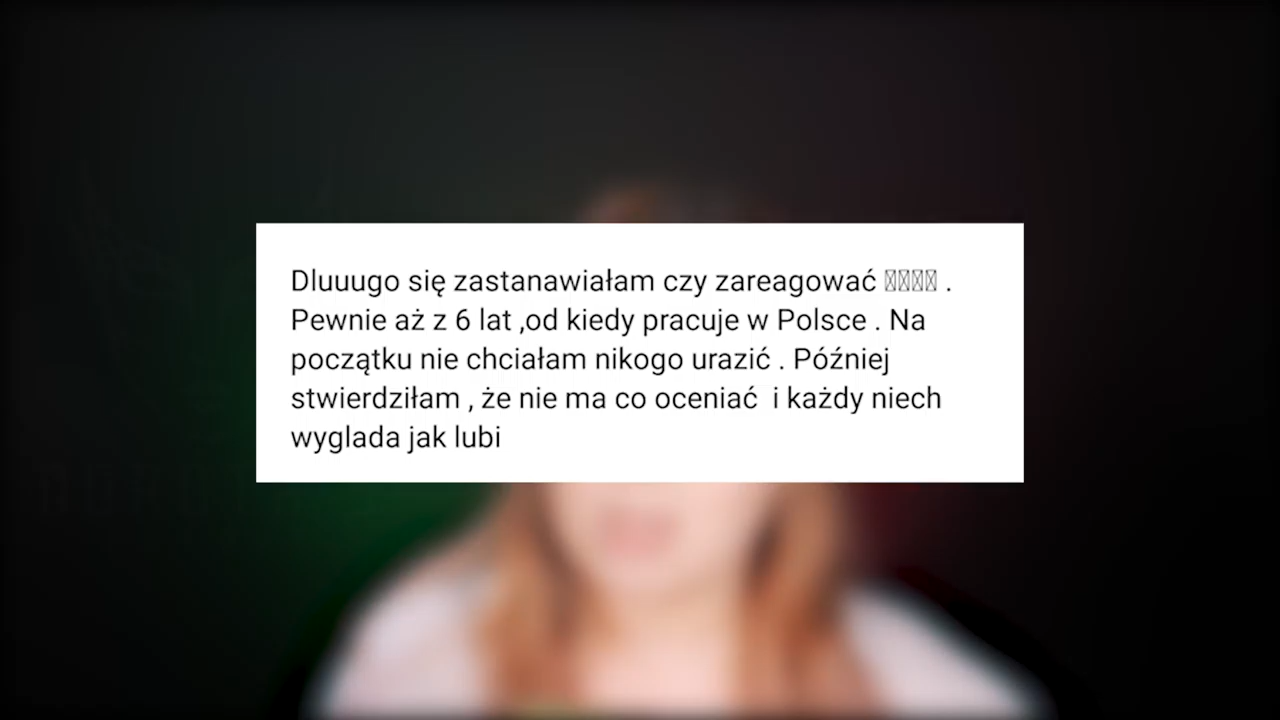 Dluuugo się zastanawiałam czy zareagować 􀀀􀀀􀀀􀀀 .
Pewnie aż z 6 lat ,od kiedy pracuje w Polsce . Na
początku nie chciałam nikogo urazić . Później
stwierdziłam , że nie ma co oceniać  i każdy niech
wyglada jak lubi